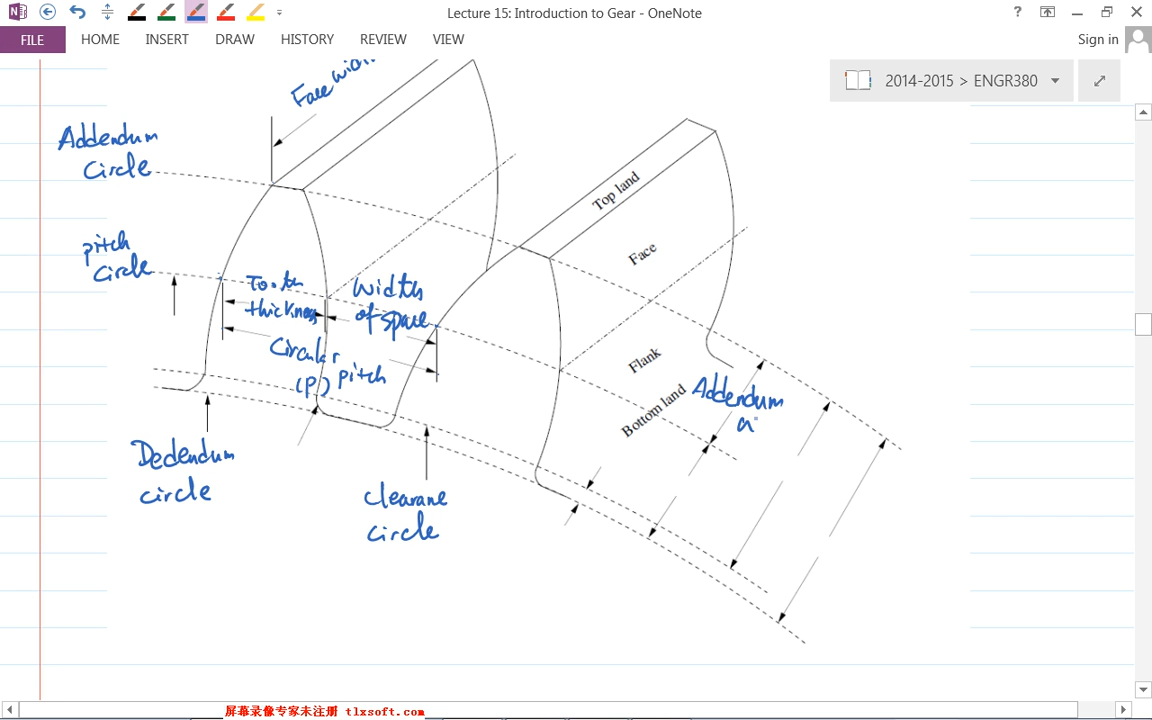 Lecture 15: Introduction to Gear - OneNote
?
FILE
HOME
INSERT
DRAW
HISTORY
REVIEW
VIEW
Sign in
2014-2015 > ENGR380
Face width
Addendum
Circle
pitch
Circle
Tooth
thickness
Width
of space
Circular
(P) pitch
Dedendum
circle
Clearane
circle
Top land
Face
Flank
Bottom land
Addendum
a
屏幕录像专家未注册 tlxsoft.com